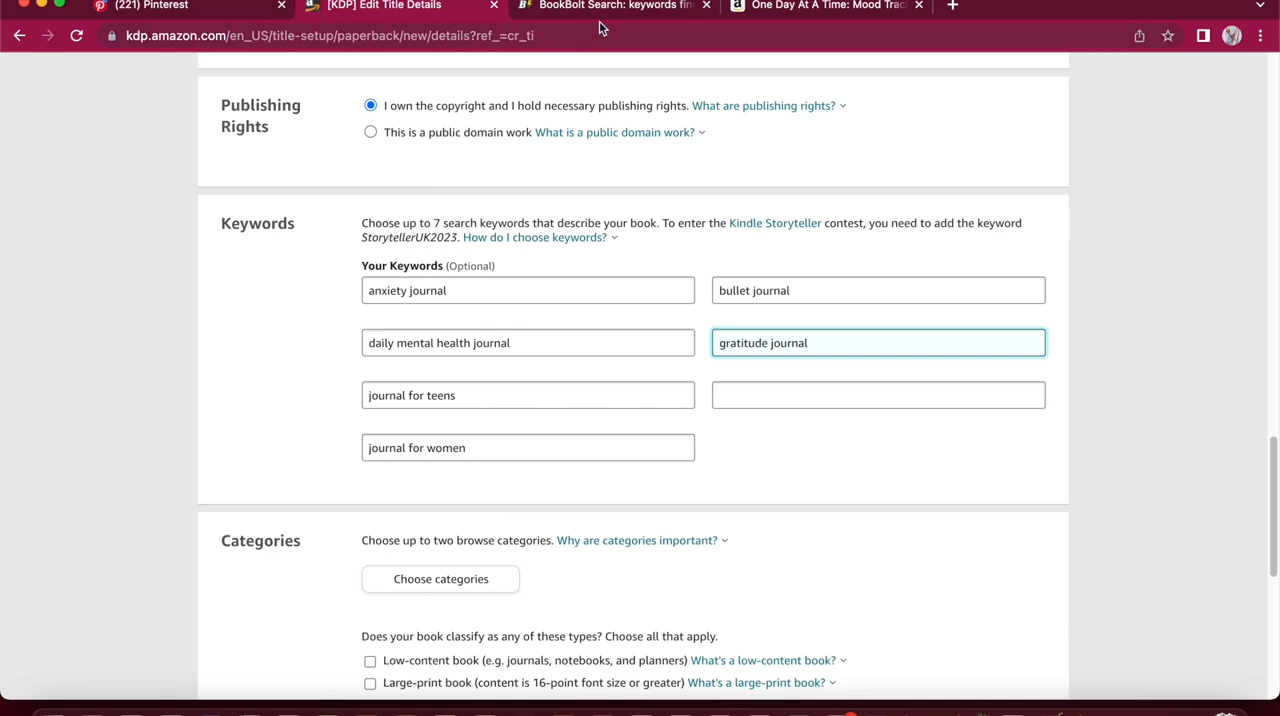 (221) Pinterest
[KDP] Edit Title Details
BookBolt Search: keywords fin
One Day At A Time: Mood Trac
kdp.amazon.com/en_US/title-setup/paperback/new/details?ref_=cr_ti
Publishing
Rights
I own the copyright and I hold necessary publishing rights. What are publishing rights?
This is a public domain work What is a public domain work?
Keywords
Choose up to 7 search keywords that describe your book. To enter the Kindle Storyteller contest, you need to add the keyword
StorytellerUK2023. How do I choose keywords?
Your Keywords (Optional)
anxiety journal
bullet journal
daily mental health journal
gratitude journal
journal for teens
journal for women
Categories
Choose up to two browse categories. Why are categories important?
Choose categories
Does your book classify as any of these types? Choose all that apply.
Low-content book (e.g. journals, notebooks, and planners) What's a low-content book?
Large-print book (content is 16-point font size or greater) What's a large-print book?